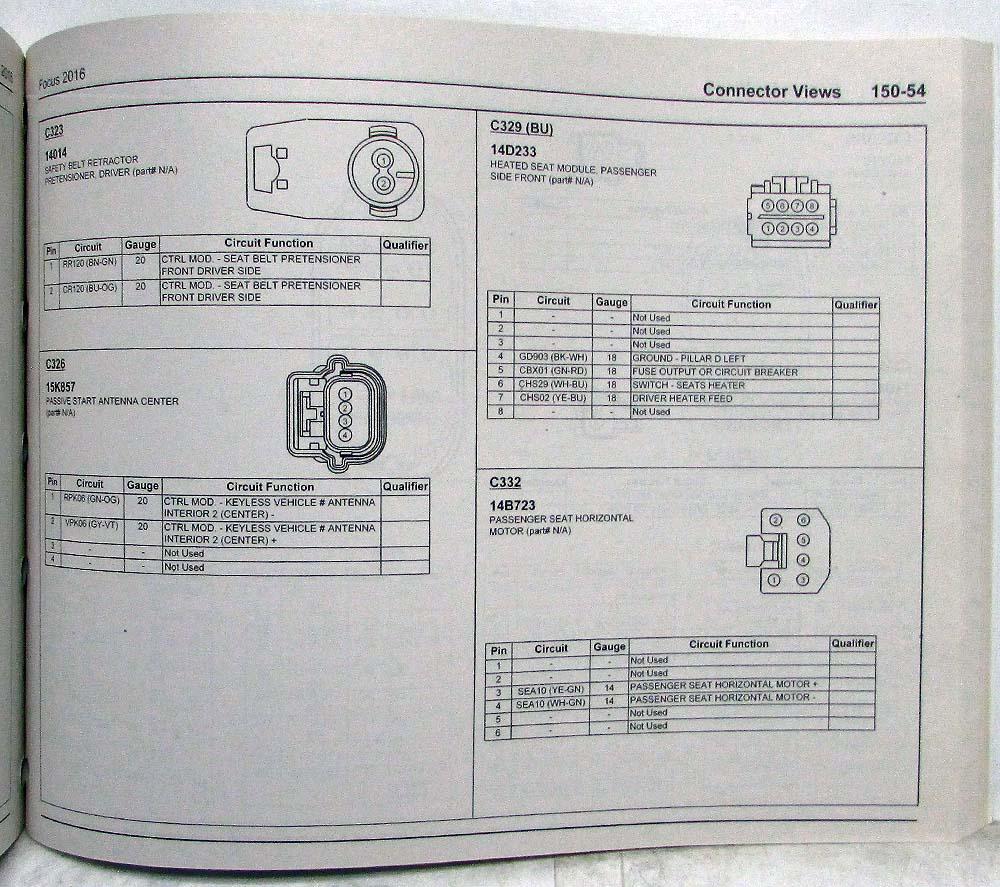 2016
Focus 2016
Connector Views 150-54
C323
14014
SAFETY BELT RETRACTOR
PRETENSIONER, DRIVER (part# N/A)
1
2
Pin Circuit Gauge Circuit Function Qualifier
1 RR120 (BN-GN) 20 CTRL MOD. - SEAT BELT PRETENSIONER
FRONT DRIVER SIDE
2 CR120 (BU-OG) 20 CTRL MOD. - SEAT BELT PRETENSIONER
FRONT DRIVER SIDE
C326
15K857
PASSIVE START ANTENNA CENTER
(part# N/A)
1
2
3
4
Pin Circuit Gauge Circuit Function Qualifier
1 RPK06 (GN-OG) 20 CTRL MOD. - KEYLESS VEHICLE # ANTENNA
INTERIOR 2 (CENTER) -
2 VPK06 (GY-VT) 20 CTRL MOD. - KEYLESS VEHICLE # ANTENNA
INTERIOR 2 (CENTER) +
3 - - Not Used
4 - - Not Used
C329 (BU)
14D233
HEATED SEAT MODULE, PASSENGER
SIDE FRONT (part# N/A)
5 6 7 8
1 2 3 4
Pin Circuit Gauge Circuit Function Qualifier
1 - - Not Used
2 - - Not Used
3 - - Not Used
4 GD903 (BK-WH) 18 GROUND - PILLAR D LEFT
5 CBX01 (GN-RD) 18 FUSE OUTPUT OR CIRCUIT BREAKER
6 CHS29 (WH-BU) 18 SWITCH - SEATS HEATER
7 CHS02 (YE-BU) 18 DRIVER HEATER FEED
8 - - Not Used
C332
14B723
PASSENGER SEAT HORIZONTAL
MOTOR (part# N/A)
2 6
5
4
1 3
Pin Circuit Gauge Circuit Function Qualifier
1 - - Not Used
2 - - Not Used
3 SEA10 (YE-GN) 14 PASSENGER SEAT HORIZONTAL MOTOR +
4 SEA10 (WH-GN) 14 PASSENGER SEAT HORIZONTAL MOTOR -
5 - - Not Used
6 - - Not Used